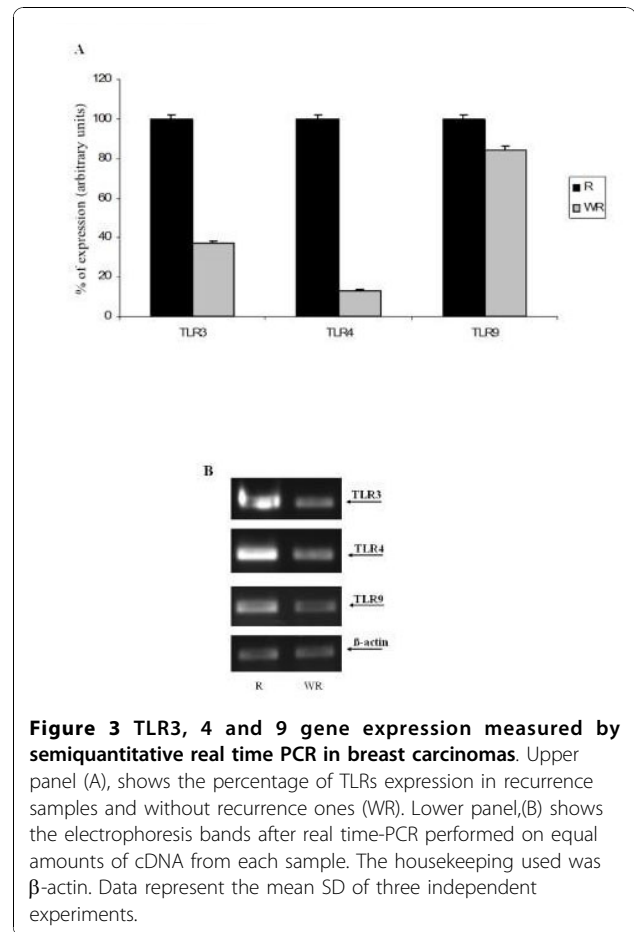 A
120
100
80
60
40
20
0
% of expression (arbitrary units)
TLR3
TLR4
TLR9
R
WR
B
TLR3
TLR4
TLR9
ß-actin
R
WR
Figure 3 TLR3, 4 and 9 gene expression measured by
semiquantitative real time PCR in breast carcinomas. Upper
panel (A), shows the percentage of TLRs expression in recurrence
samples and without recurrence ones (WR). Lower panel,(B) shows
the electrophoresis bands after real time-PCR performed on equal
amounts of cDNA from each sample. The housekeeping used was
β-actin. Data represent the mean SD of three independent
experiments.